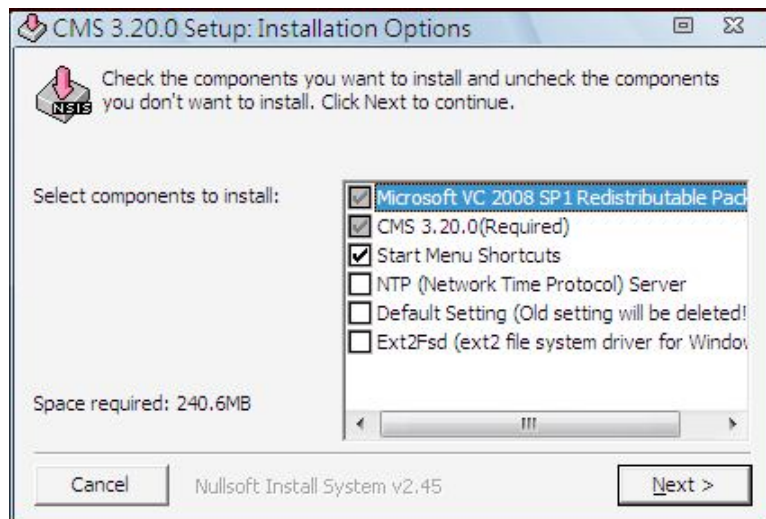 CMS 3.20.0 Setup: Installation Options
Check the components you want to install and uncheck the components
you don't want to install. Click Next to continue.
NSIS
Select components to install:
Microsoft VC 2008 SP1 Redistributable Pack
CMS 3.20.0(Required)
Start Menu Shortcuts
NTP (Network Time Protocol) Server
Default Setting (Old setting will be deleted!
Ext2Fsd (ext2 file system driver for Window
Space required: 240.6MB
Cancel
Nullsoft Install System v2.45
Next >